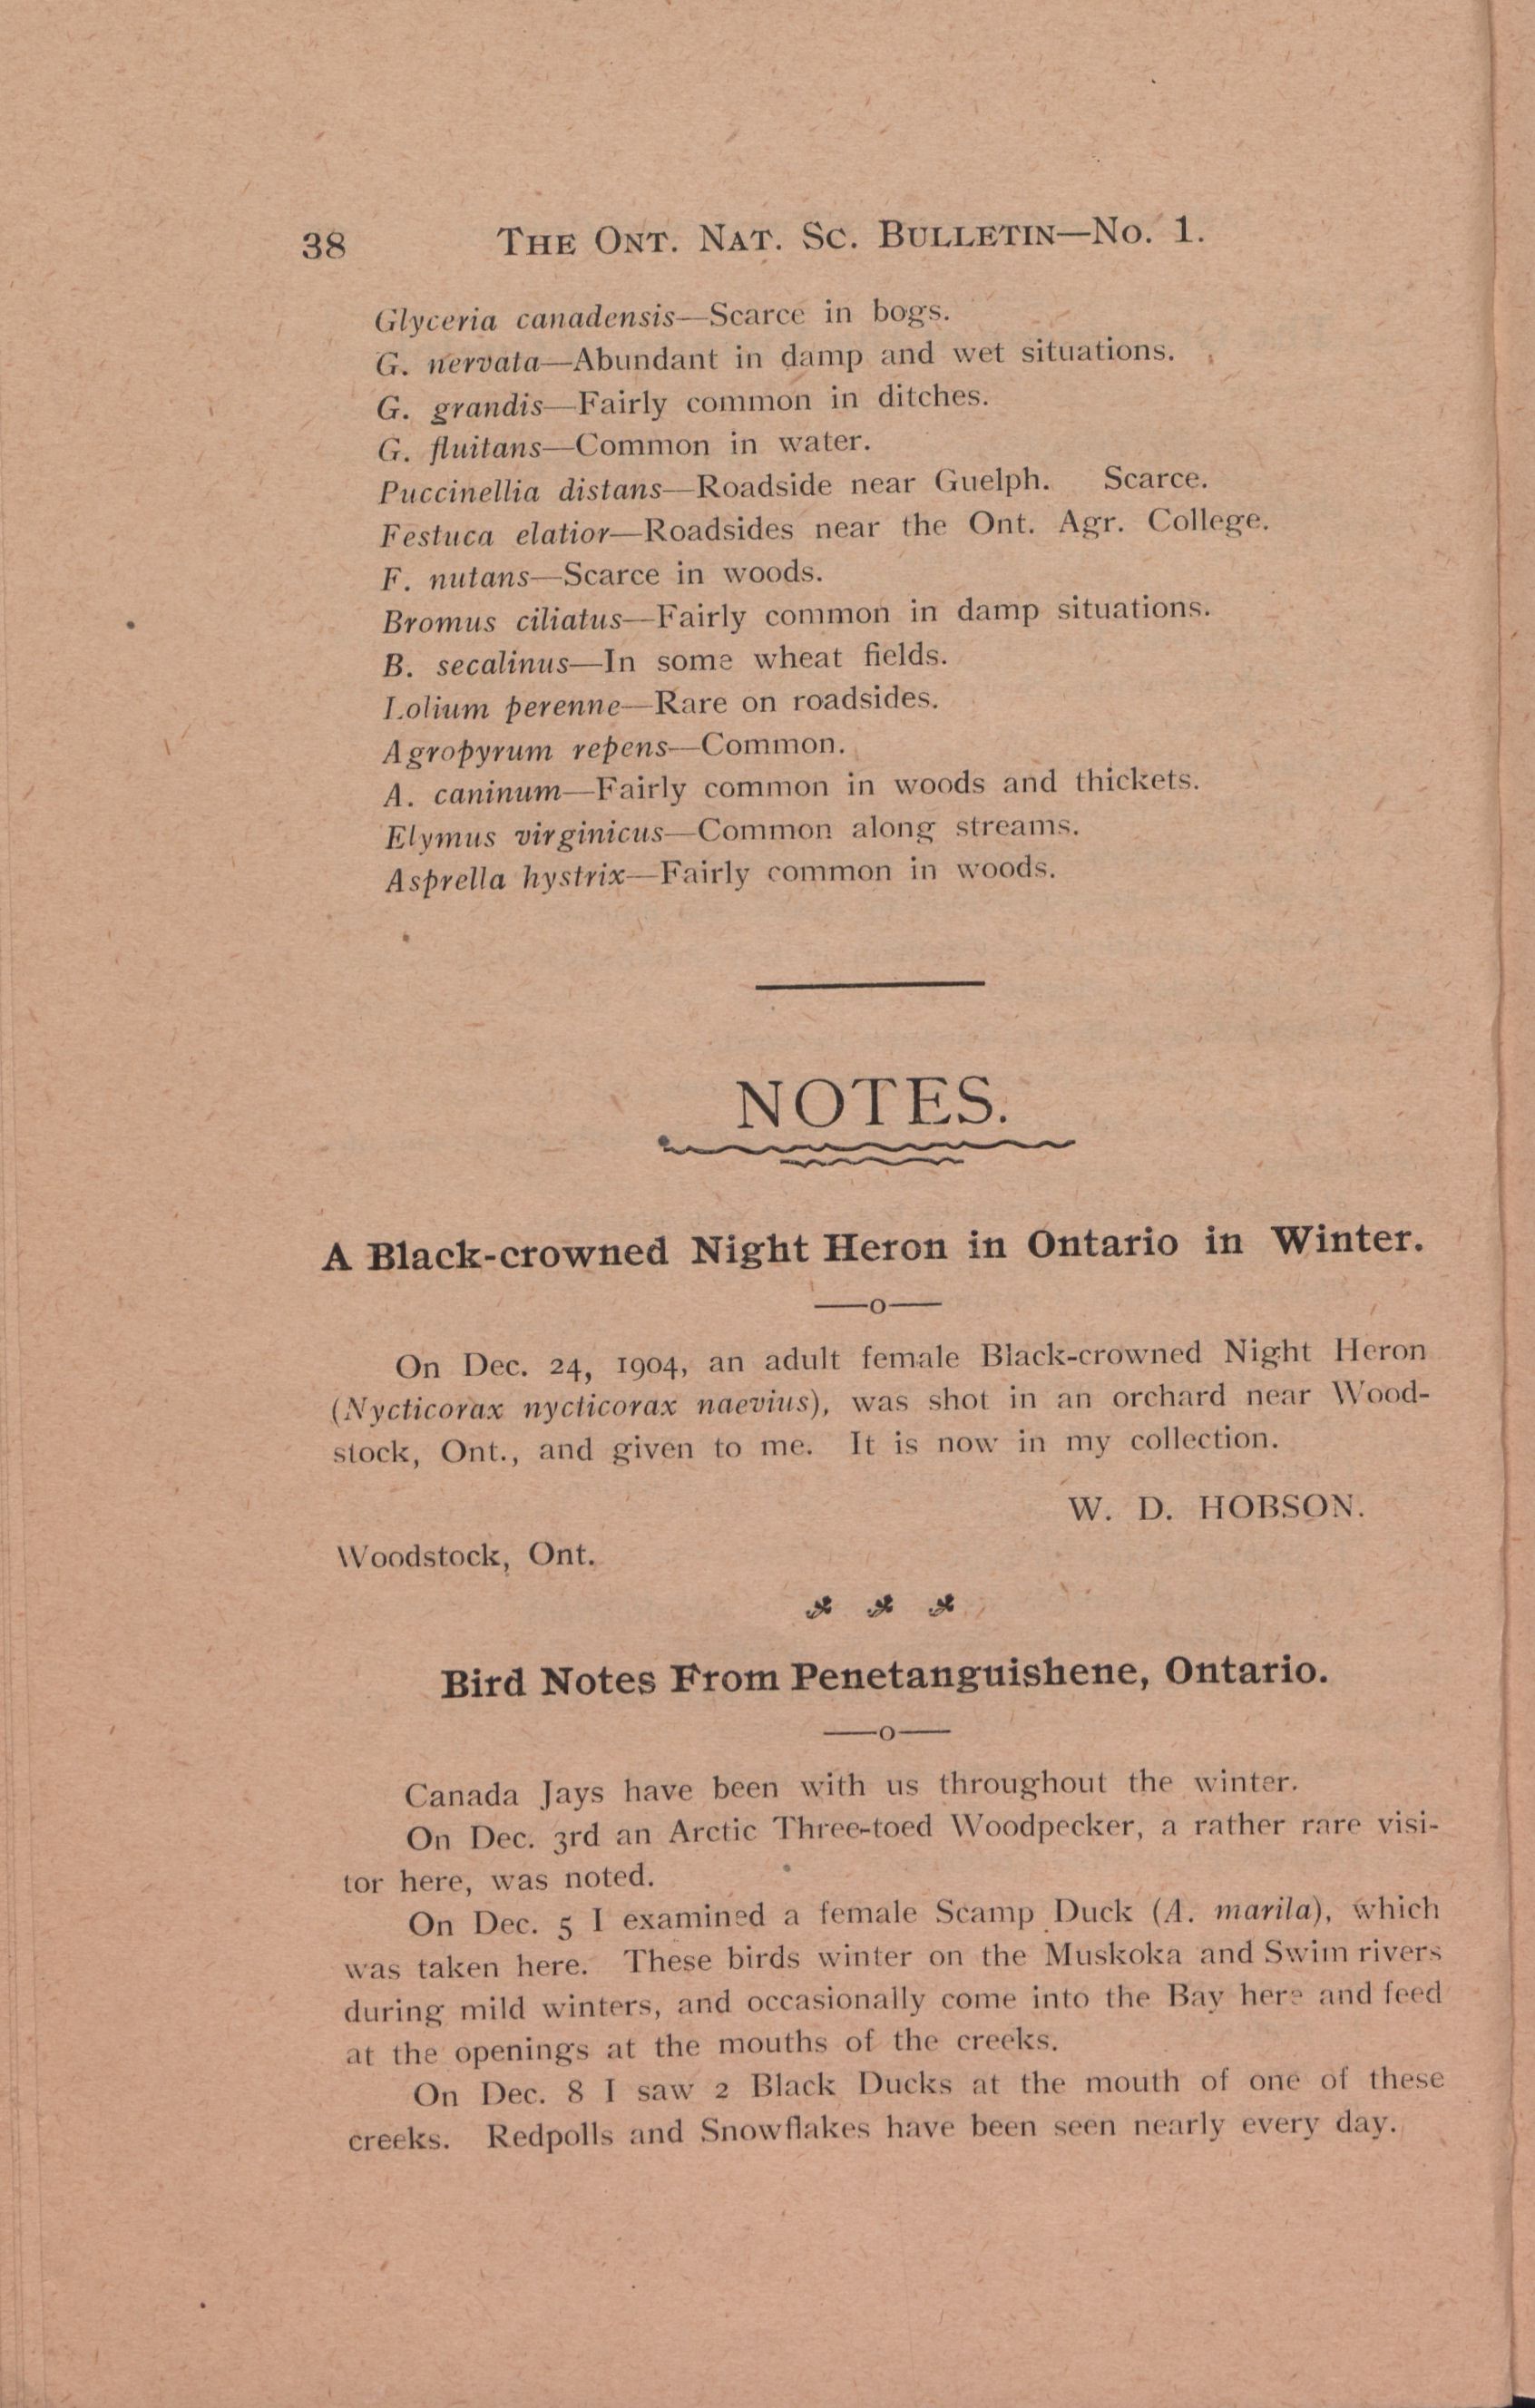 38 THE ONT. NAT. SC. BULLETIN—NO. 1.
Glyceria canadensis—Scarce in bogs.
G. nervata—Abundant in damp and wet situations.
G. grandis—Fairly common in ditches.
G. fluitans—Common in water.
Puccinellia distans—Roadside near Guelph. Scarce.
Festuca elatior—Roadsides near the Ont. Agr. College.
F. nutans—Scarce in woods.
Bromus ciliatus—Fairly common in damp situations.
B. secalinus—In some wheat fields.
Lolium perenne—Rare on roadsides.
Agropyrum repens—Common.
A. caninum—Fairly common in woods and thickets.
Elymus virginicus—Common along streams.
Asprella hystrix—Fairly common in woods.
NOTES.
A Black-crowned Night Heron in Ontario in Winter.
—o—
On Dec. 24, 1904, an adult female Black-crowned Night Heron
(Nycticorax nycticorax naevius), was shot in an orchard near Wood-
stock, Ont., and given to me. It is now in my collection.
W. D. HOBSON.
Woodstock, Ont.
Bird Notes From Penetanguishene, Ontario.
—o—
Canada Jays have been with us throughout the winter.
On Dec. 3rd an Arctic Three-toed Woodpecker, a rather rare visi-
tor here, was noted.
On Dec. 5 I examined a female Scamp Duck (A. marila), which
was taken here. These birds winter on the Muskoka and Swim rivers
during mild winters, and occasionally come into the Bay here and feed
at the openings at the mouths of the creeks.
On Dec. 8 I saw 2 Black Ducks at the mouth of one of these
creeks. Redpolls and Snowflakes have been seen nearly every day.